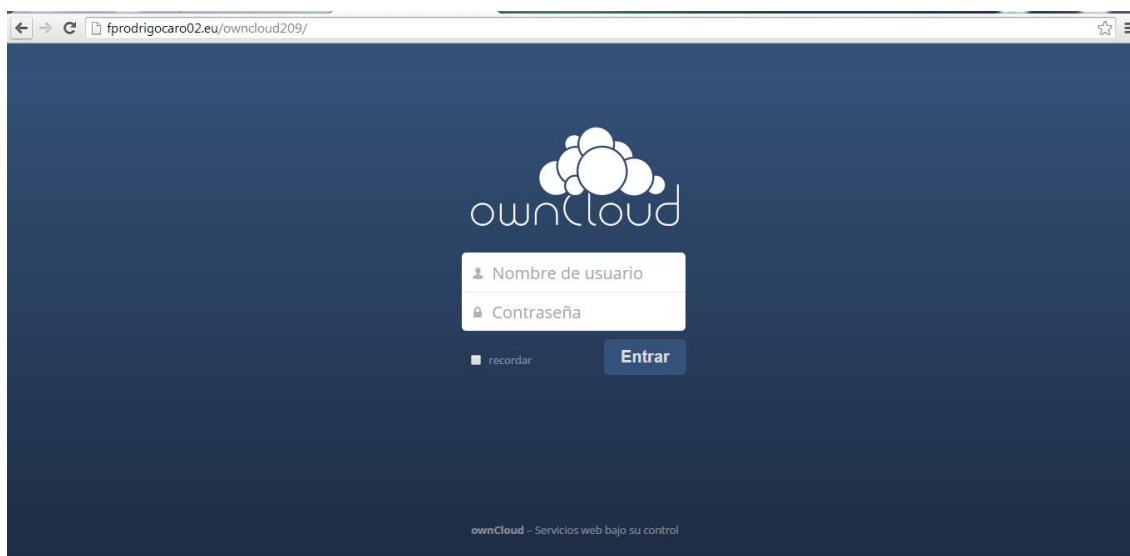 fprodrigocaro02.eu/owncloud209/
ownCloud
Nombre de usuario
Contraseña
recordar
Entrar
ownCloud – Servicios web bajo su control